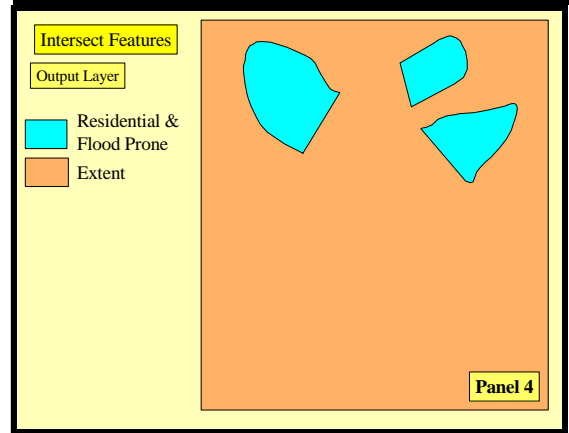 Intersect Features
Output Layer
Residential &
Flood Prone
Extent
Panel 4